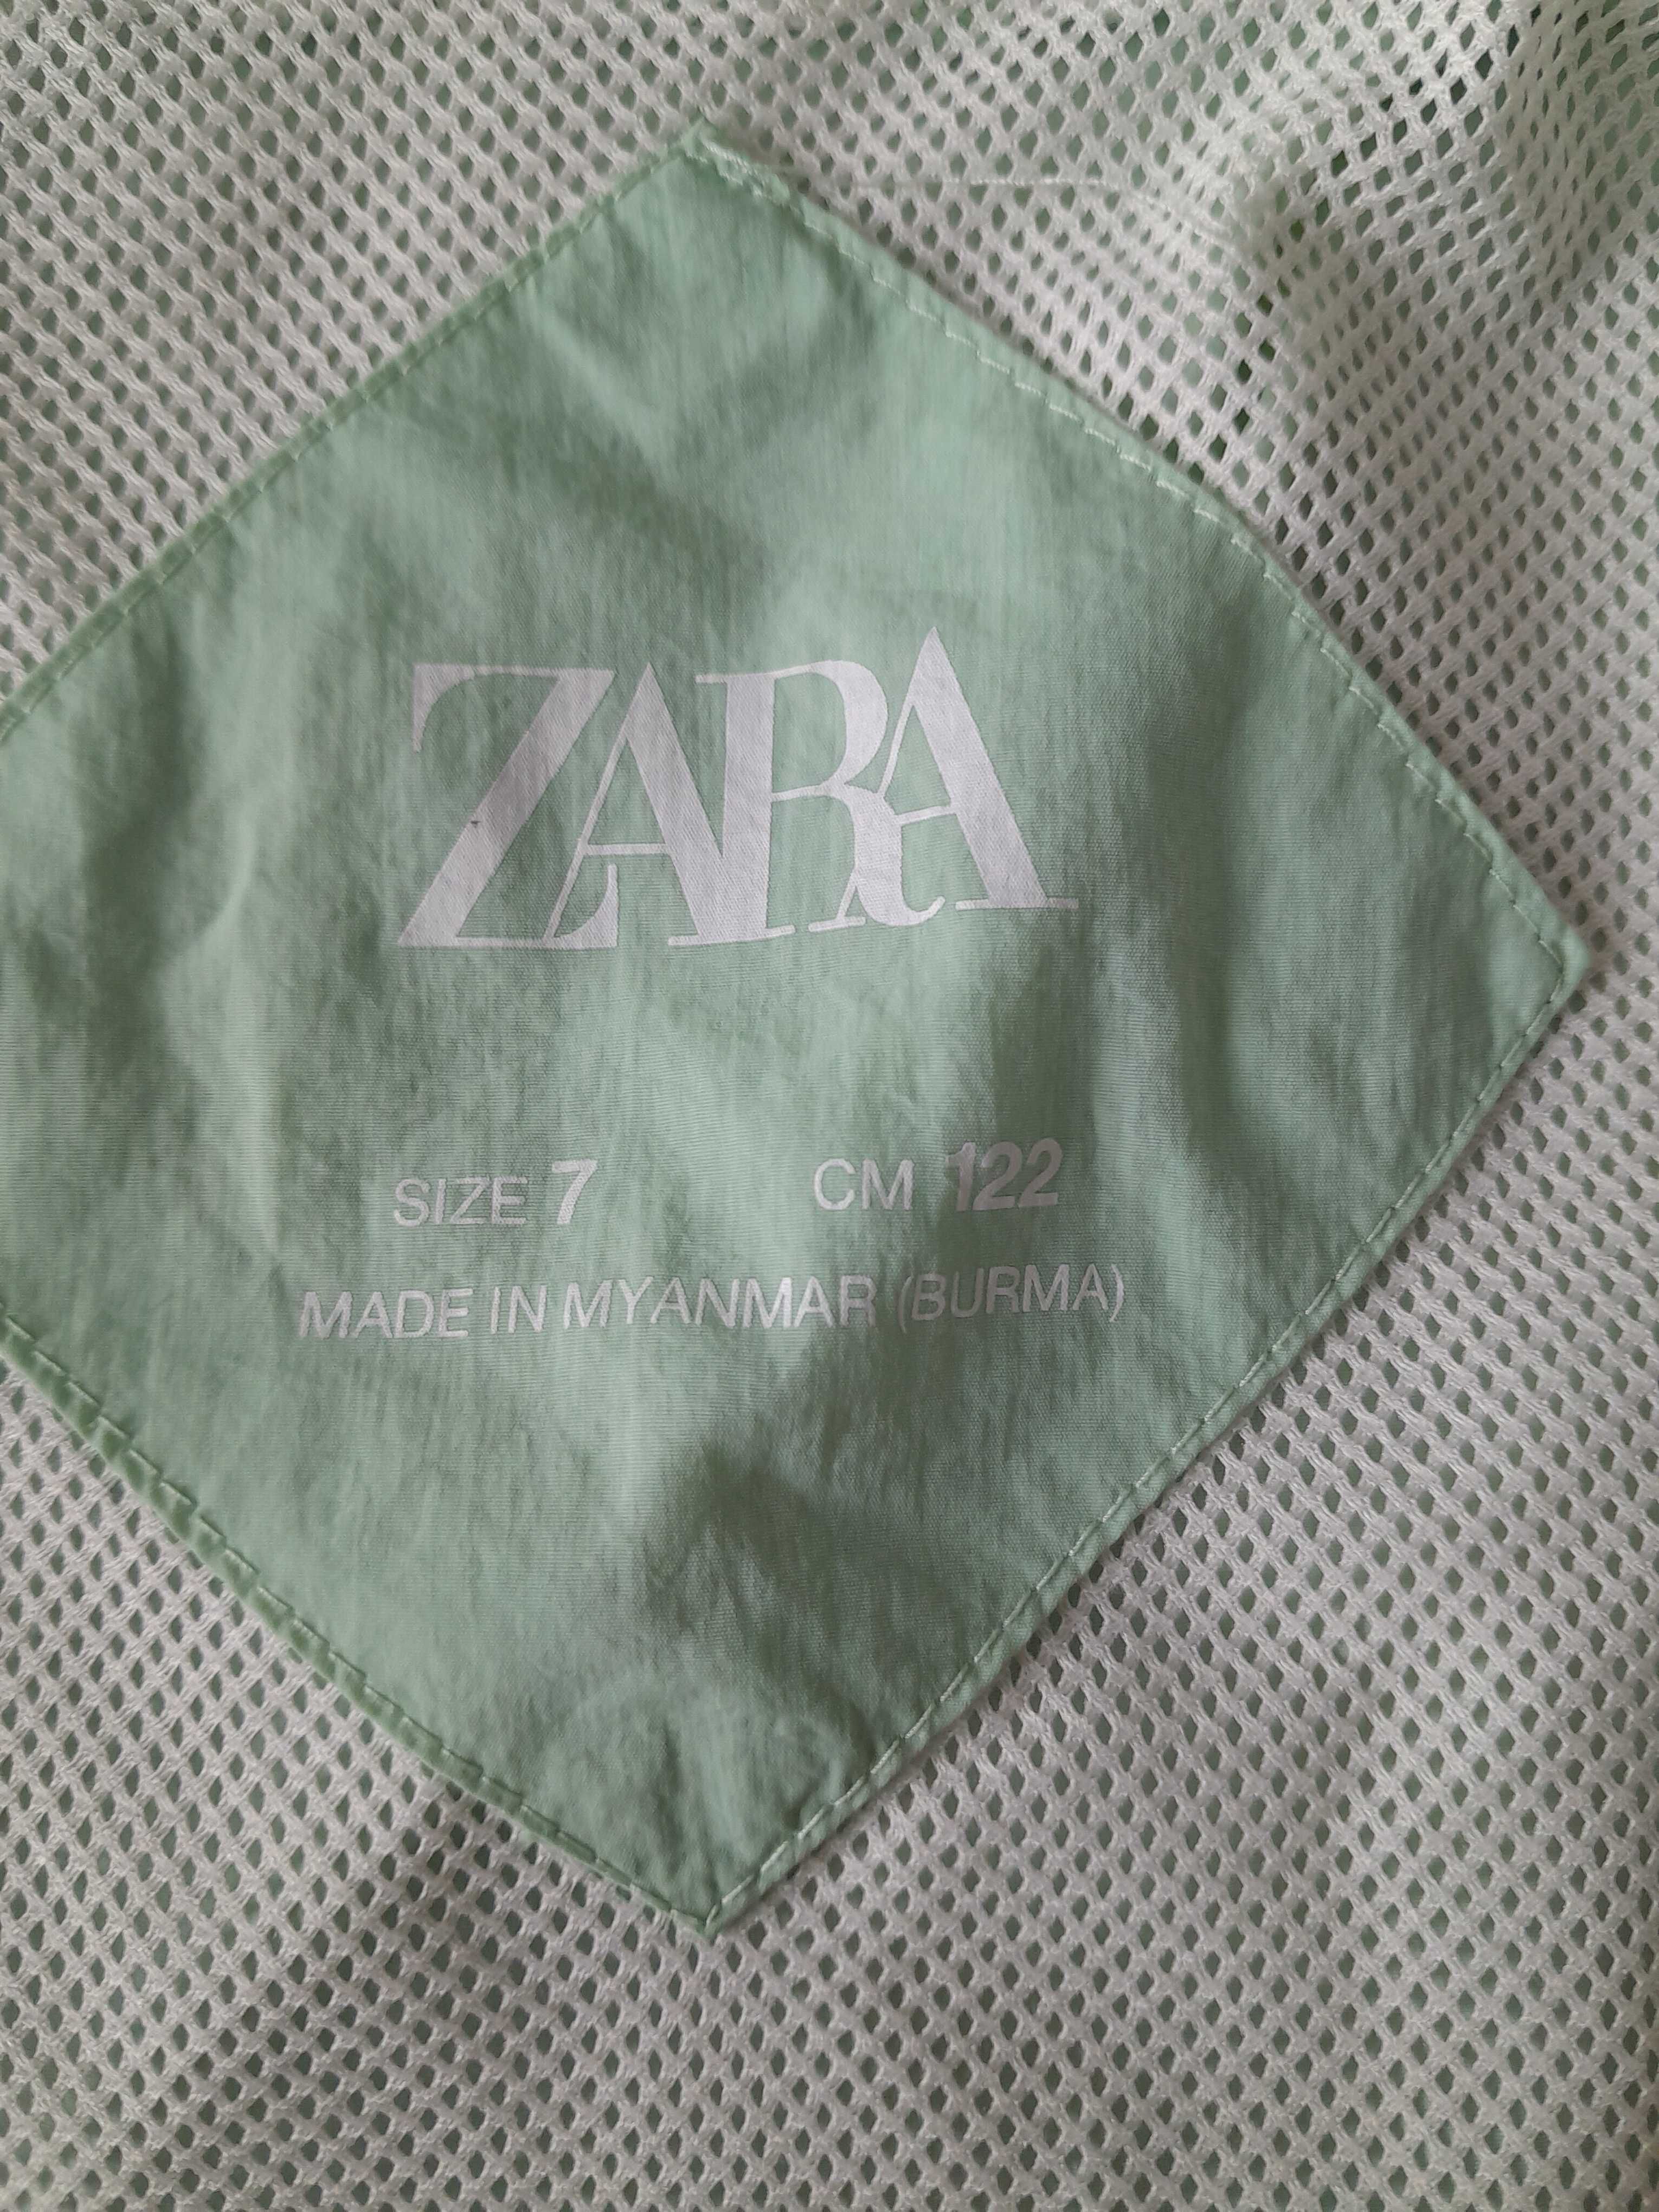 ZARA
SIZE 7 CM 122
MADE IN MYANMAR (BURMA)